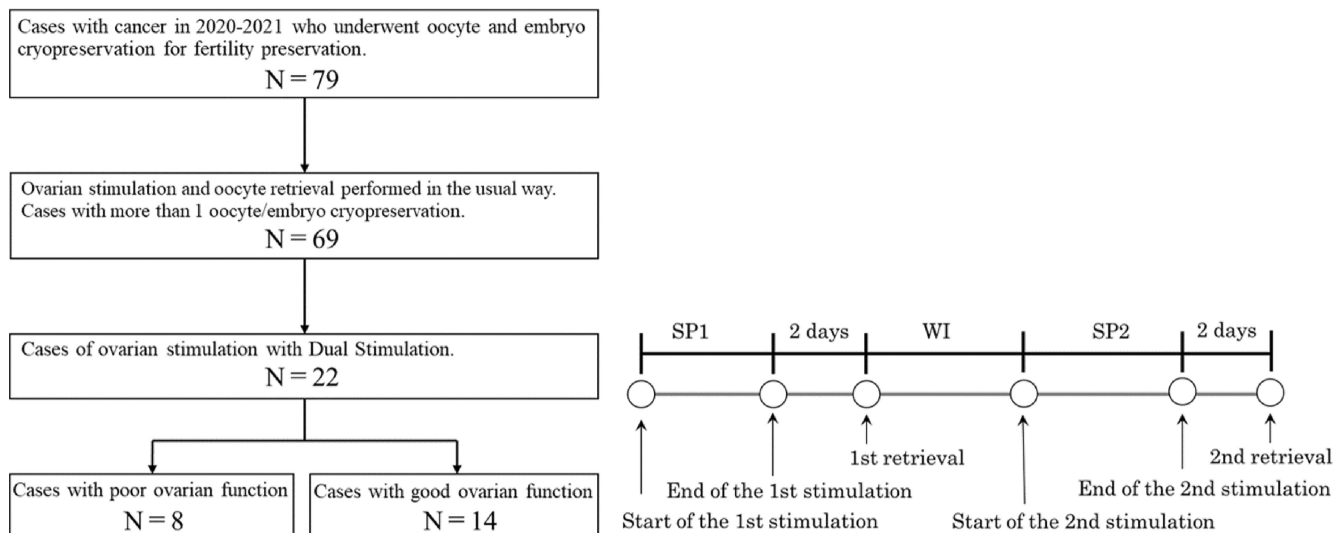 Cases with cancer in 2020-2021 who underwent oocyte and embryo
cryopreservation for fertility preservation.
N = 79
Ovarian stimulation and oocyte retrieval performed in the usual way.
Cases with more than 1 oocyte/embryo cryopreservation.
N = 69
Cases of ovarian stimulation with Dual Stimulation.
N = 22
Cases with poor ovarian function
N = 8
Cases with good ovarian function
N = 14
SP1
2 days
WI
SP2
2 days
1st retrieval
2nd retrieval
End of the 1st stimulation
End of the 2nd stimulation
Start of the 1st stimulation
Start of the 2nd stimulation